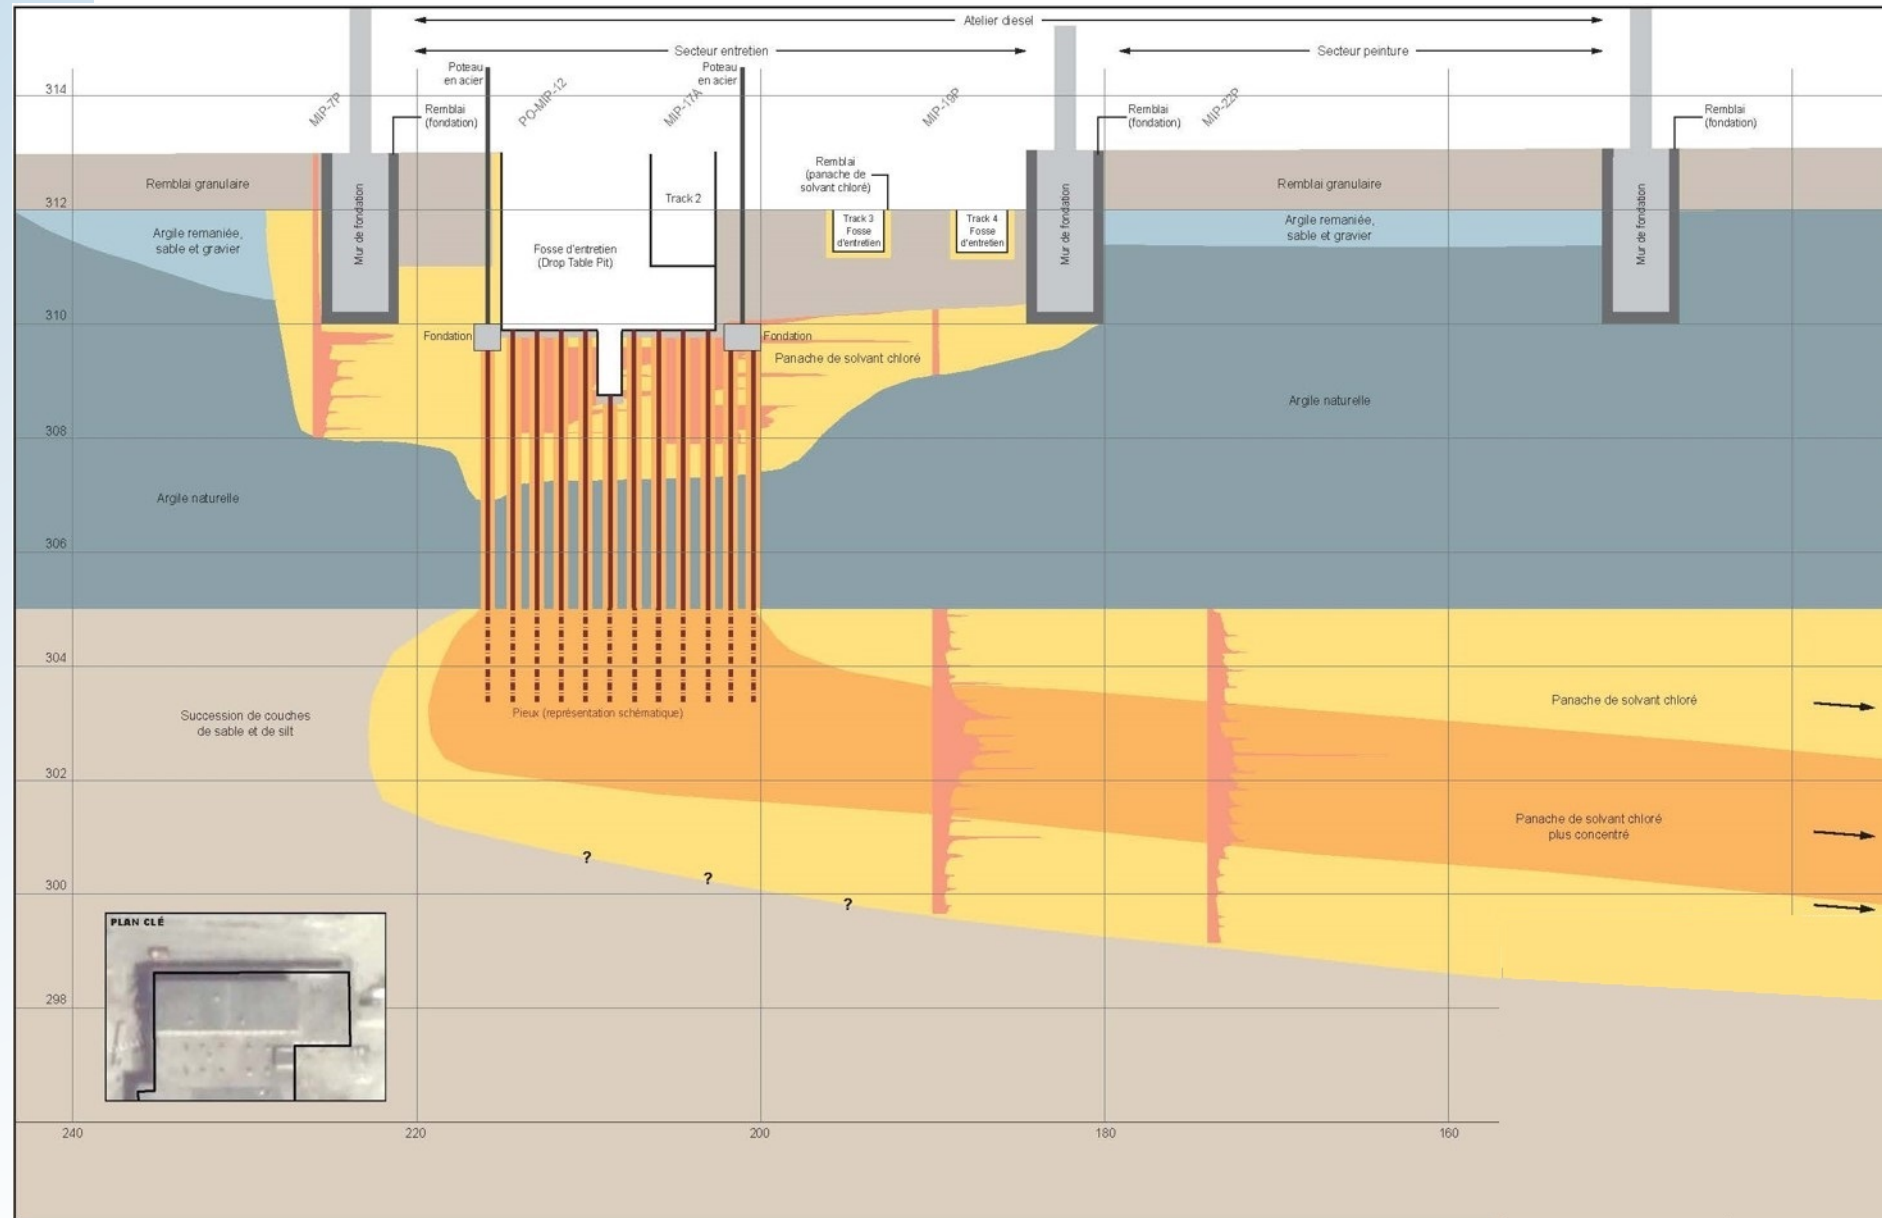 Atelier diesel
Secteur entretien
Secteur peinture
Poteau
en acier
Poteau
en acier
314
MIP-7P
Remblai
(fondation)
PO-MIP-12
MIP-17A
MIP-19P
Remblai
(fondation)
MIP-22P
Remblai
(fondation)
Remblai granulaire
Mur de fondation
Track 2
Remblai
(panache de
solvant chloré)
Mur de fondation
Remblai granulaire
Mur de fondation
312
Argile remaniée,
sable et gravier
Fosse d'entretien
(Drop Table Pit)
Track 3
Fosse
d'entretien
Track 4
Fosse
d'entretien
Argile remaniée,
sable et gravier
310
Fondation
Fondation
Panache de solvant chloré
Argile naturelle
308
Argile naturelle
306
304
Succession de couches
de sable et de silt
Pieux (représentation schématique)
Panache de solvant chloré
302
Panache de solvant chloré
plus concentré
?
?
?
300
PLAN CLÉ
298
240
220
200
180
160